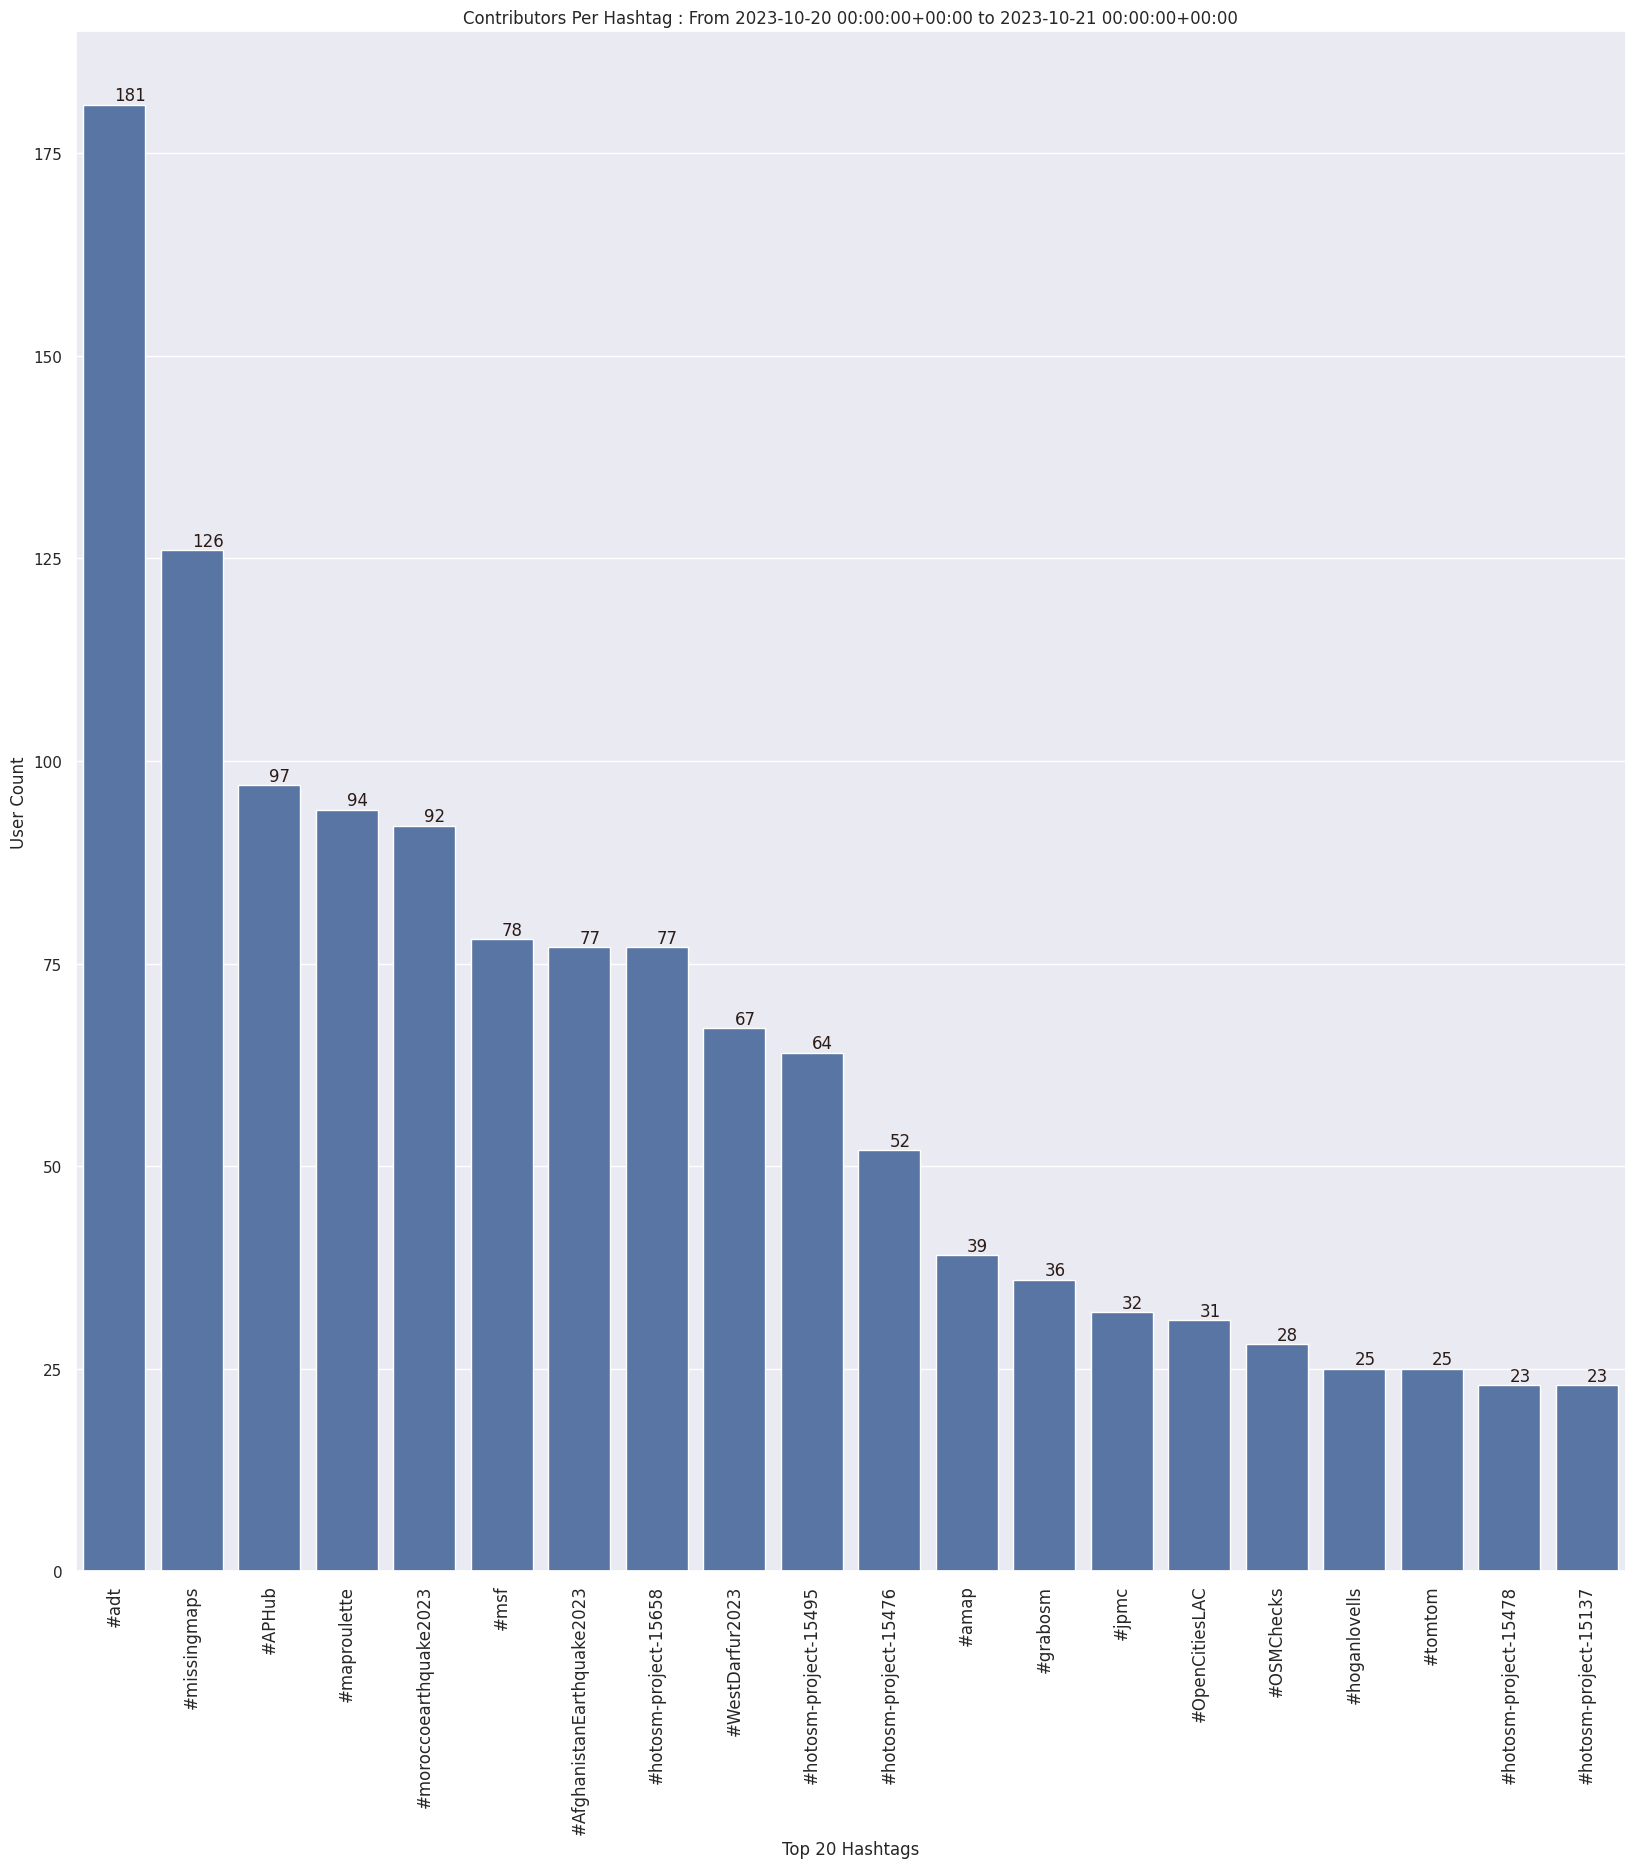 Contributors Per Hashtag : From 2023-10-20 00:00:00+00:00 to 2023-10-21 00:00:00+00:00
User Count
175
150
125
100
75
50
25
0
181
126
97
94
92
78
77
77
67
64
52
39
36
32
31
28
25
25
23
23
#adt
#missingmaps
#APHub
#maproulette
#moroccoearthquake2023
#msf
#AfghanistanEarthquake2023
#hotosm-project-15658
#WestDarfur2023
#hotosm-project-15495
#hotosm-project-15476
#amap
#grabosm
#jpmc
#OpenCitiesLAC
#OSMChecks
#hoganlovells
#tomtom
#hotosm-project-15478
#hotosm-project-15137
Top 20 Hashtags